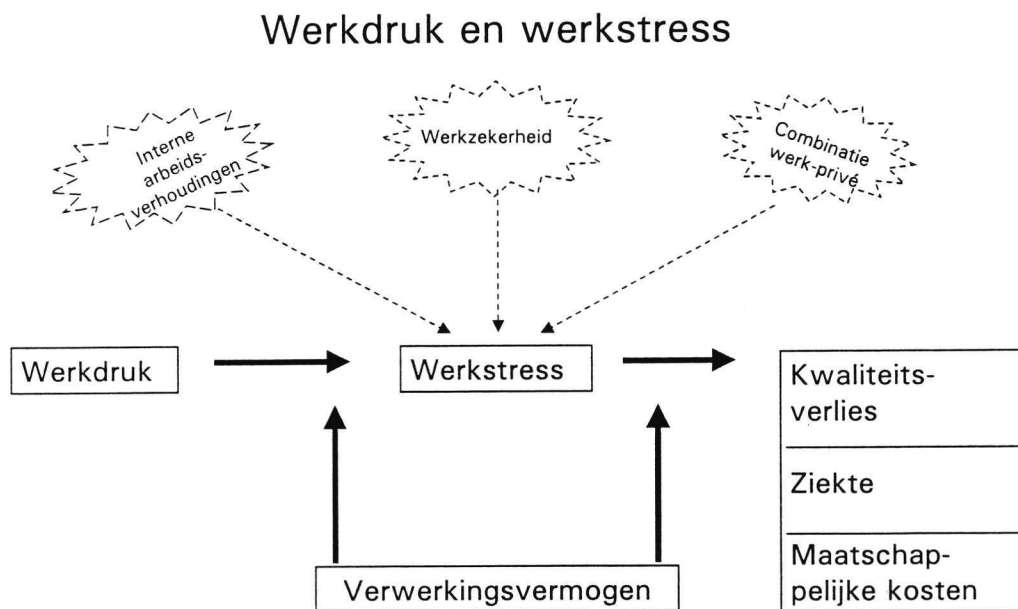 Werkdruk en werkstress
Interne
arbeids-
verhoudingen
Werkzekerheid
Combinatie
werk-privé
Werkdruk
Werkstress
Kwaliteits-
verlies
Ziekte
Maatschap-
pelijke kosten
Verwerkingsvermogen